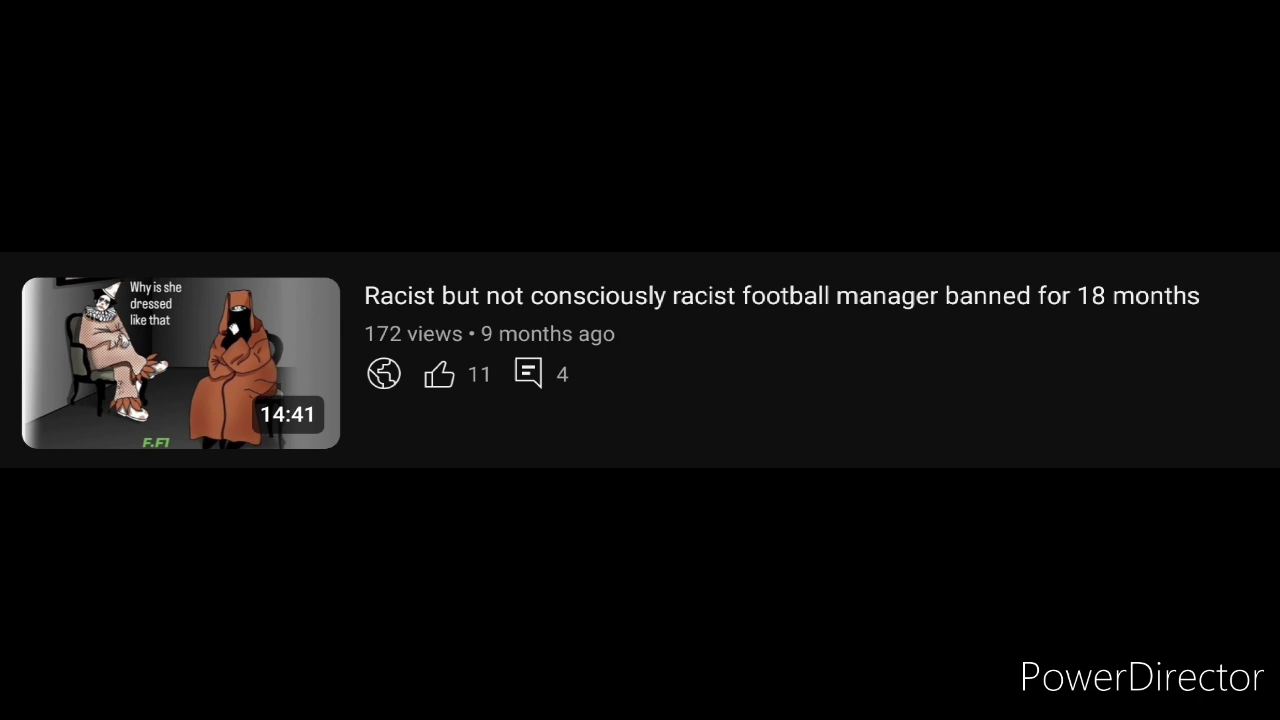 Why is she
dressed
like that
14:41
F.F1
Racist but not consciously racist football manager banned for 18 months
172 views • 9 months ago
11 4
PowerDirector